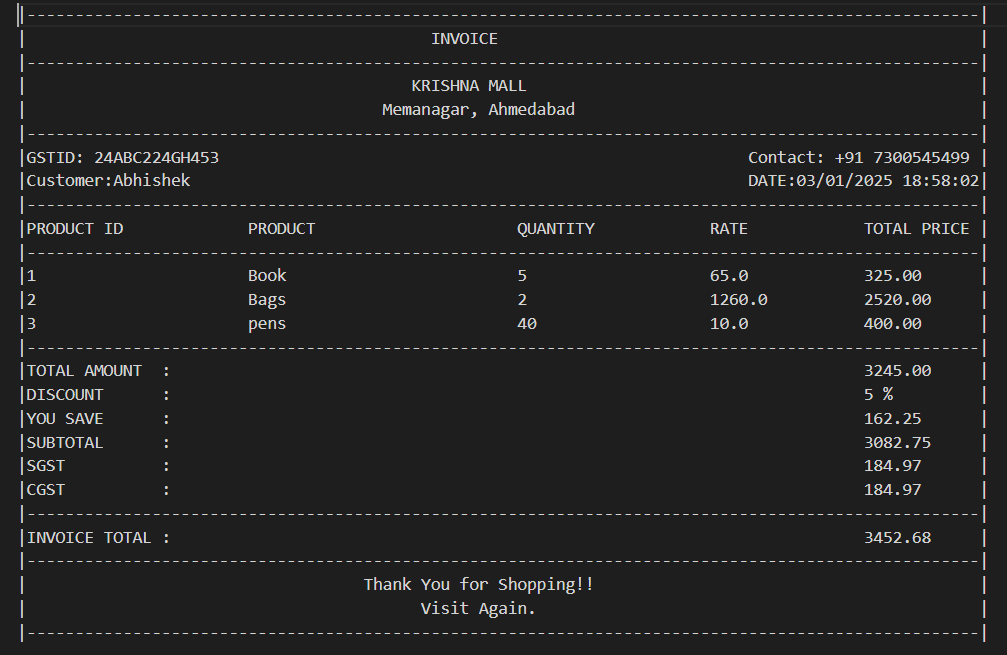 |---------------------------------------------------------------------------------------------------|
| INVOICE |
|---------------------------------------------------------------------------------------------------|
| KRISHNA MALL |
| Memanagar, Ahmedabad |
|---------------------------------------------------------------------------------------------------|
|GSTID: 24ABC224GH453 Contact: +91 7300545499 |
|Customer:Abhishek DATE:03/01/2025 18:58:02|
|---------------------------------------------------------------------------------------------------|
|PRODUCT ID PRODUCT QUANTITY RATE TOTAL PRICE |
|---------------------------------------------------------------------------------------------------|
|1 Book 5 65.0 325.00 |
|2 Bags 2 1260.0 2520.00 |
|3 pens 40 10.0 400.00 |
|---------------------------------------------------------------------------------------------------|
|TOTAL AMOUNT : 3245.00 |
|DISCOUNT : 5 % |
|YOU SAVE : 162.25 |
|SUBTOTAL : 3082.75 |
|SGST : 184.97 |
|CGST : 184.97 |
|---------------------------------------------------------------------------------------------------|
|INVOICE TOTAL : 3452.68 |
|---------------------------------------------------------------------------------------------------|
| Thank You for Shopping!! |
| Visit Again. |
|---------------------------------------------------------------------------------------------------|